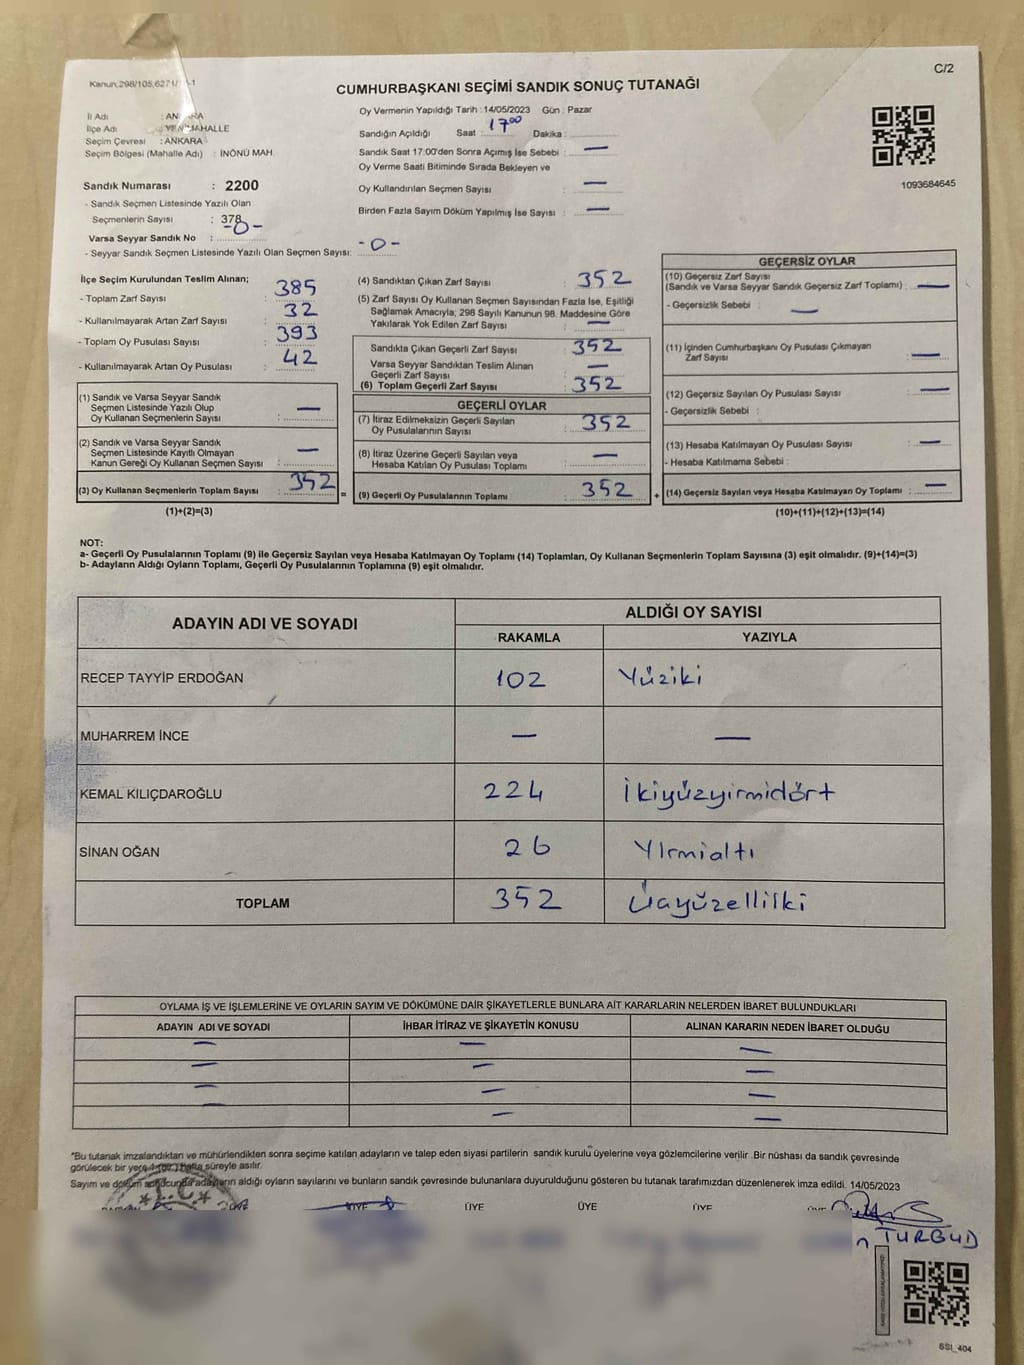 Kanun,298/105,6271/
-1
C/2
CUMHURBAŞKANI SEÇİMİ SANDIK SONUÇ TUTANAĞI
İl Adı : ANKARA
İlçe Adı : YENİMAHALLE
Seçim Çevresi : ANKARA
Seçim Bölgesi (Mahalle Adı) : İNÖNÜ MAH.
Oy Vermenin Yapıldığı Tarih : 14/05/2023 Gün : Pazar
Sandığın Açıldığı Saat : 17⁰⁰ Dakika :
Sandık Saat 17:00'den Sonra Açımış İse Sebebi : —
Oy Verme Saati Bitiminde Sırada Bekleyen ve
Oy Kullandırılan Seçmen Sayısı : —
Birden Fazla Sayım Döküm Yapılmış İse Sayısı : —
1093684645
Sandık Numarası : 2200
- Sandık Seçmen Listesinde Yazılı Olan
Seçmenlerin Sayısı : 378
Varsa Seyyar Sandık No : -0-
- Seyyar Sandık Seçmen Listesinde Yazılı Olan Seçmen Sayısı: -0-
İlçe Seçim Kurulundan Teslim Alınan;
- Toplam Zarf Sayısı : 385
- Kullanılmayarak Artan Zarf Sayısı : 32
- Toplam Oy Pusulası Sayısı : 393
- Kullanılmayarak Artan Oy Pusulası : 42
(1) Sandık ve Varsa Seyyar Sandık
Seçmen Listesinde Yazılı Olup
Oy Kullanan Seçmenlerin Sayısı : —
(2) Sandık ve Varsa Seyyar Sandık
Seçmen Listesinde Kayıtlı Olmayan
Kanun Gereği Oy Kullanan Seçmen Sayısı : —
(3) Oy Kullanan Seçmenlerin Toplam Sayısı : 352 =
(1)+(2)=(3)
(4) Sandıktan Çıkan Zarf Sayısı : 352
(5) Zarf Sayısı Oy Kullanan Seçmen Sayısından Fazla İse, Eşitliği
Sağlamak Amacıyla; 298 Sayılı Kanunun 98. Maddesine Göre
Yakılarak Yok Edilen Zarf Sayısı : —
Sandıkta Çıkan Geçerli Zarf Sayısı : 352
Varsa Seyyar Sandıktan Teslim Alınan
Geçerli Zarf Sayısı : —
(6) Toplam Geçerli Zarf Sayısı : 352
GEÇERLİ OYLAR
(7) İtiraz Edilmeksizin Geçerli Sayılan
Oy Pusulalarının Sayısı : 352
(8) İtiraz Üzerine Geçerli Sayılan veya
Hesaba Katılan Oy Pusulası Toplamı : —
(9) Geçerli Oy Pusulalarının Toplamı : 352 +
GEÇERSİZ OYLAR
(10) Geçersiz Zarf Sayısı
(Sandık ve Varsa Seyyar Sandık Geçersiz Zarf Toplamı) : —
- Geçersizlik Sebebi : —
(11) İçinden Cumhurbaşkanı Oy Pusulası Çıkmayan
Zarf Sayısı : —
(12) Geçersiz Sayılan Oy Pusulası Sayısı : —
- Geçersizlik Sebebi :
(13) Hesaba Katılmayan Oy Pusulası Sayısı : —
- Hesaba Katılmama Sebebi :
(14) Geçersiz Sayılan veya Hesaba Katılmayan Oy Toplamı : —
(10)+(11)+(12)+(13)=(14)
NOT:
a- Geçerli Oy Pusulalarının Toplamı (9) ile Geçersiz Sayılan veya Hesaba Katılmayan Oy Toplamı (14) Toplamları, Oy Kullanan Seçmenlerin Toplam Sayısına (3) eşit olmalıdır. (9)+(14)=(3)
b- Adayların Aldığı Oyların Toplamı, Geçerli Oy Pusulalarının Toplamına (9) eşit olmalıdır.
ADAYIN ADI VE SOYADI
ALDIĞI OY SAYISI
RAKAMLA YAZIYLA
RECEP TAYYİP ERDOĞAN 102 Yüziki
MUHARREM İNCE — —
KEMAL KILIÇDAROĞLU 224 İkiyüzyirmidört
SİNAN OĞAN 26 Yirmialtı
TOPLAM 352 Üçyüzelliİki
OYLAMA İŞ VE İŞLEMLERİNE VE OYLARIN SAYIM VE DÖKÜMÜNE DAİR ŞİKAYETLERLE BUNLARA AİT KARARLARIN NELERDEN İBARET BULUNDUKLARI
ADAYIN ADI VE SOYADI İHBAR İTİRAZ VE ŞİKAYETİN KONUSU ALINAN KARARIN NEDEN İBARET OLDUĞU
— — —
— — —
— — —
— — —
*Bu tutanak imzalandıktan ve mühürlendikten sonra seçime katılan adayların ve talep eden siyasi partilerin sandık kurulu üyelerine veya gözlemcilerine verilir .Bir nüshası da sandık çevresinde
görülecek bir yere hafta süreyle asılır.
Sayım ve döküm sonucunda adayların aldığı oyların sayılarını ve bunların sandık çevresinde bulunanlara duyurulduğunu gösteren bu tutanak tarafımızdan düzenlenerek imza edildi. 14/05/2023
ÜYE ÜYE ÜYE ÜYE
TURGUD
SSI_404